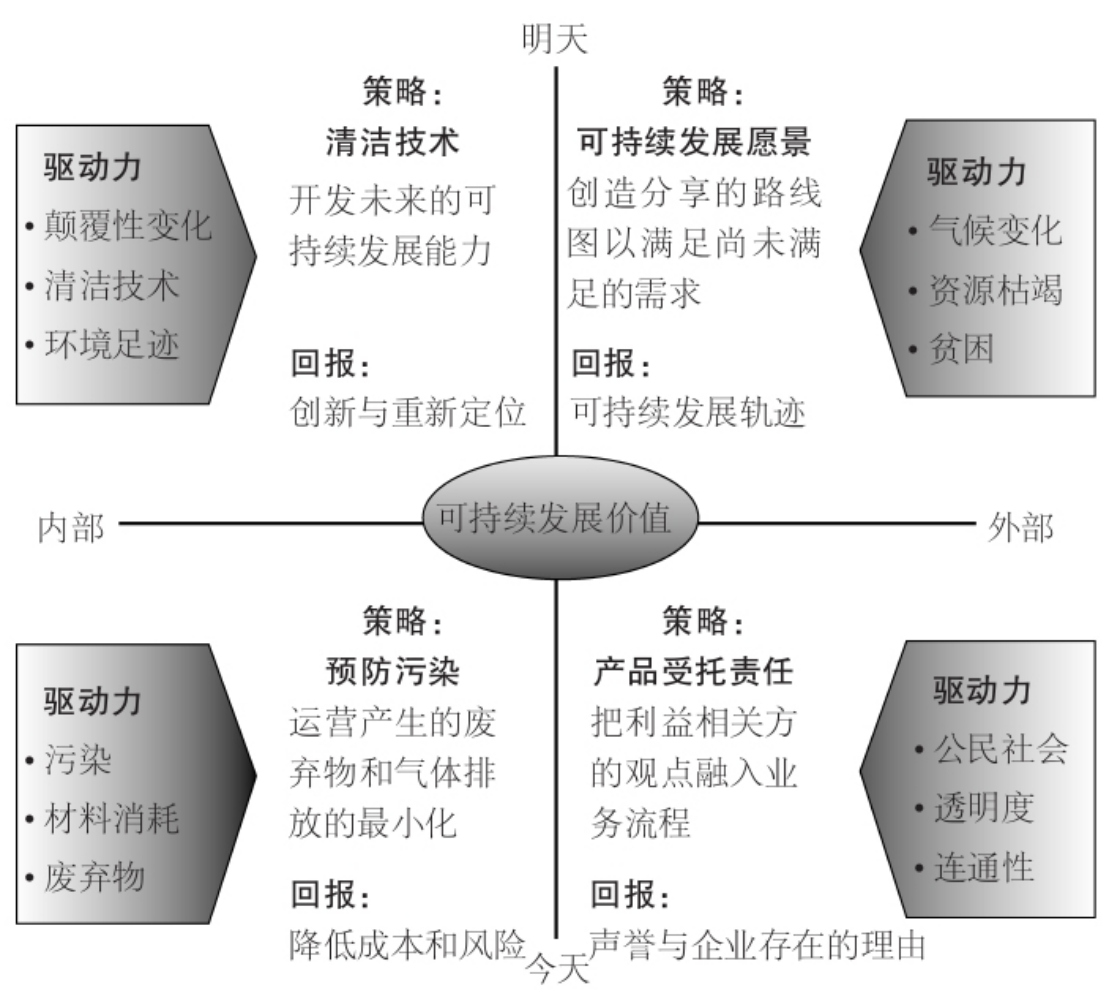 明天
驱动力
• 颠覆性变化
• 清洁技术
• 环境足迹
策略：
清洁技术
开发未来的可
持续发展能力
回报：
创新与重新定位
策略：
可持续发展愿景
创造分享的路线
图以满足尚未满
足的需求
回报：
可持续发展轨迹
驱动力
• 气候变化
• 资源枯竭
• 贫困
内部
可持续发展价值
外部
驱动力
• 污染
• 材料消耗
• 废弃物
策略：
预防污染
运营产生的废
弃物和气体排
放的最小化
回报：
降低成本和风险
策略：
产品受托责任
把利益相关方
的观点融入业
务流程
回报：
声誉与企业存在的理由
驱动力
• 公民社会
• 透明度
• 连通性
今天